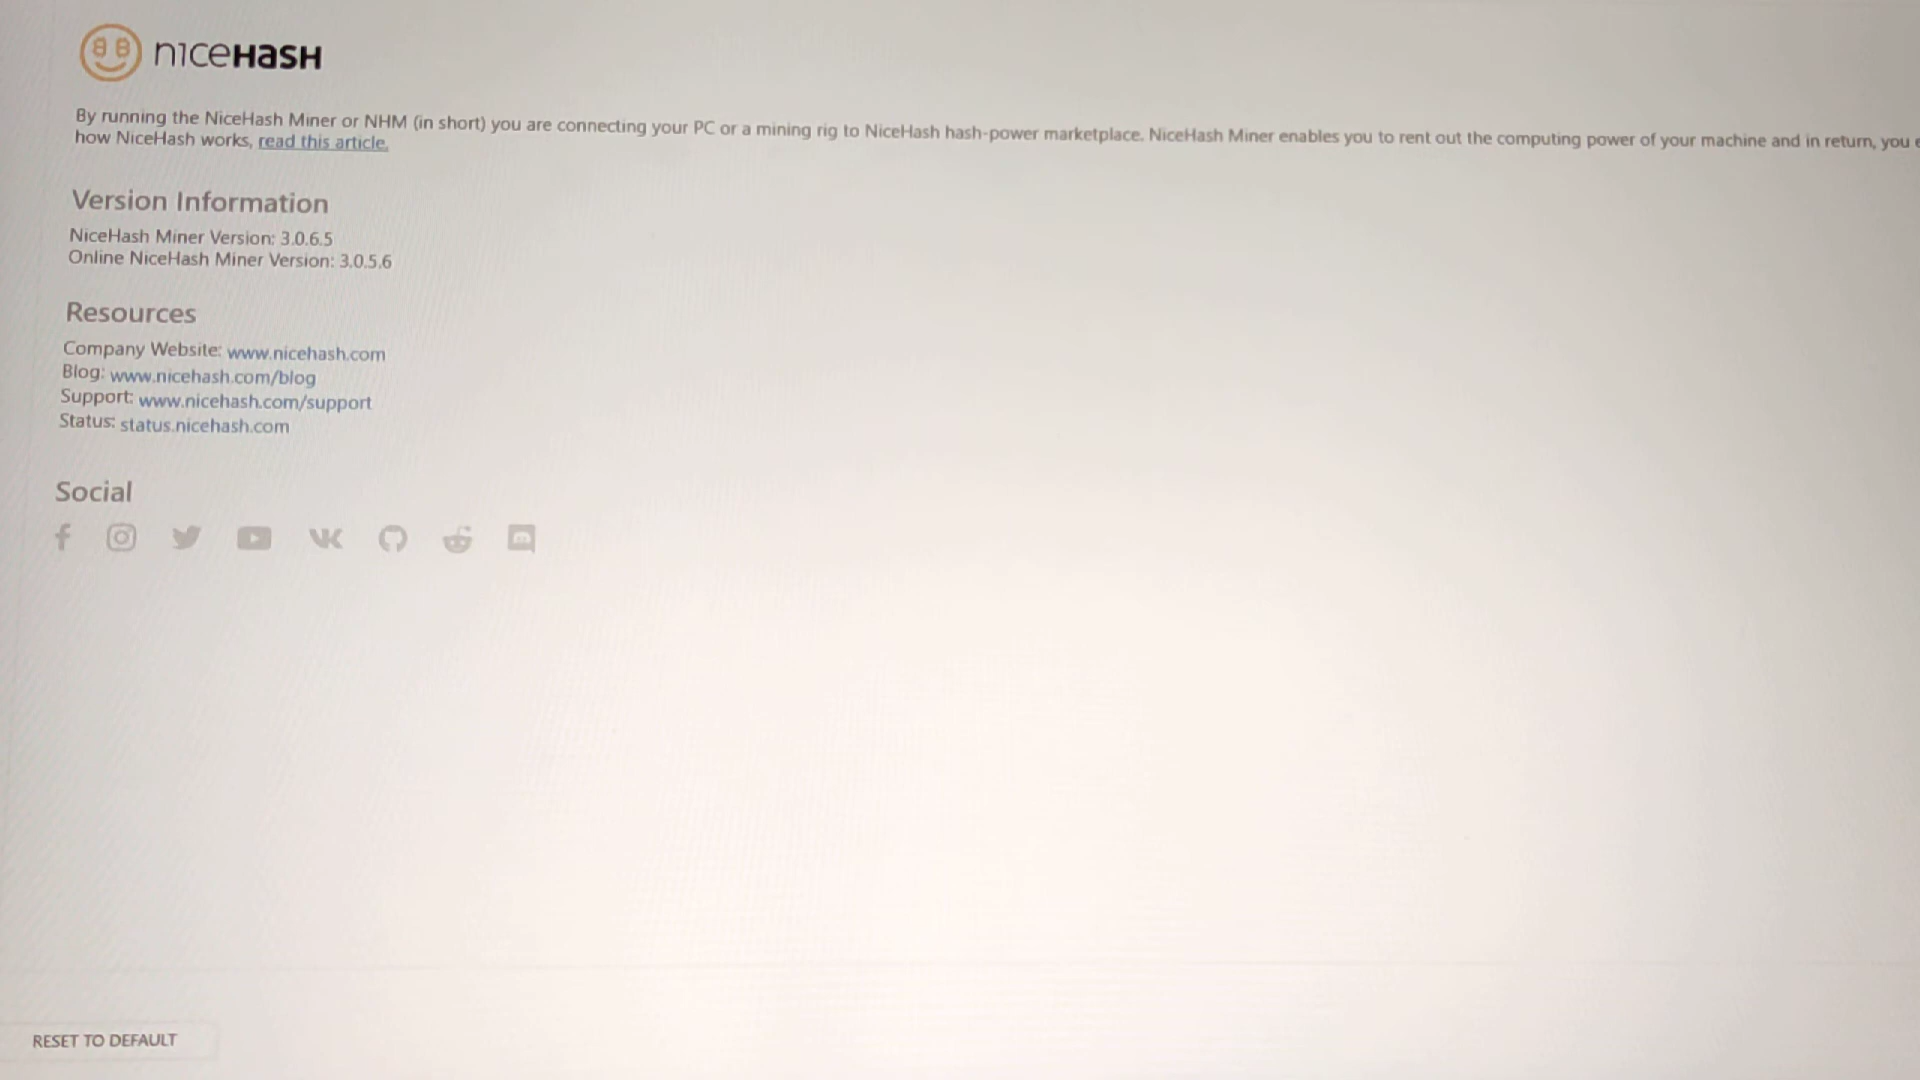 nicehash
By running the NiceHash Miner or NHM (in short) you are connecting your PC or a mining rig to NiceHash hash-power marketplace. NiceHash Miner enables you to rent out the computing power of your machine and in return, you
how NiceHash works, read this article.
Version Information
NiceHash Miner Version: 3.0.6.5
Online NiceHash Miner Version: 3.0.5.6
Resources
Company Website: www.nicehash.com
Blog: www.nicehash.com/blog
Support: www.nicehash.com/support
Status: status.nicehash.com
Social
RESET TO DEFAULT